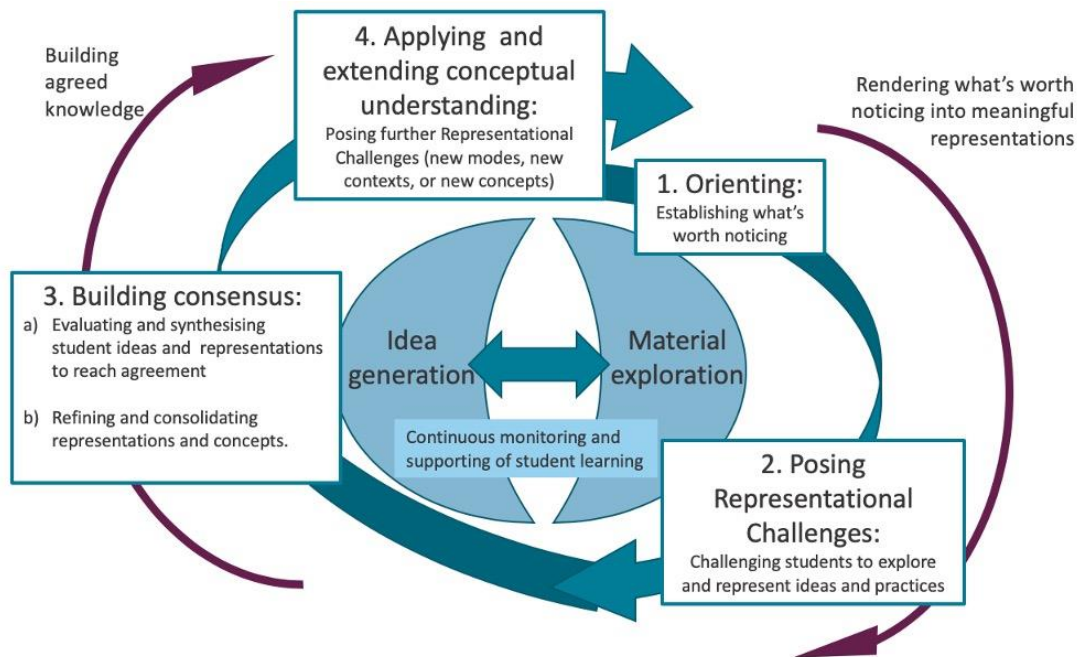 Building
agreed
knowledge
4. Applying and
extending conceptual
understanding:
Posing further Representational
Challenges (new modes, new
contexts, or new concepts)
Rendering what's worth
noticing into meaningful
representations
1. Orienting:
Establishing what's
worth noticing
3. Building consensus:
a) Evaluating and synthesising
student ideas and representations
to reach agreement
b) Refining and consolidating
representations and concepts.
Idea
generation
Material
exploration
Continuous monitoring and
supporting of student learning
2. Posing
Representational
Challenges:
Challenging students to explore
and represent ideas and practices